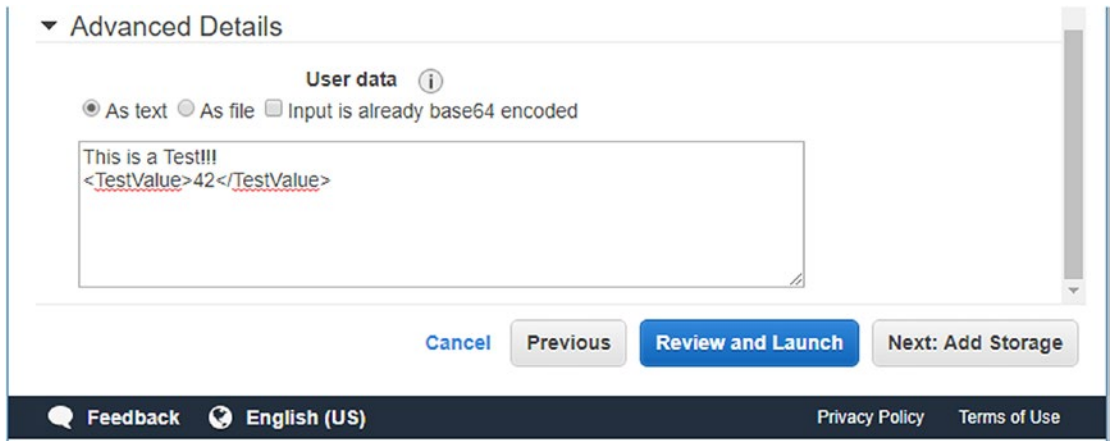 Advanced Details
User data
As text As file Input is already base64 encoded
This is a Test!!!
<TestValue>42</TestValue>
Cancel Previous Review and Launch Next: Add Storage
Feedback English (US) Privacy Policy Terms of Use